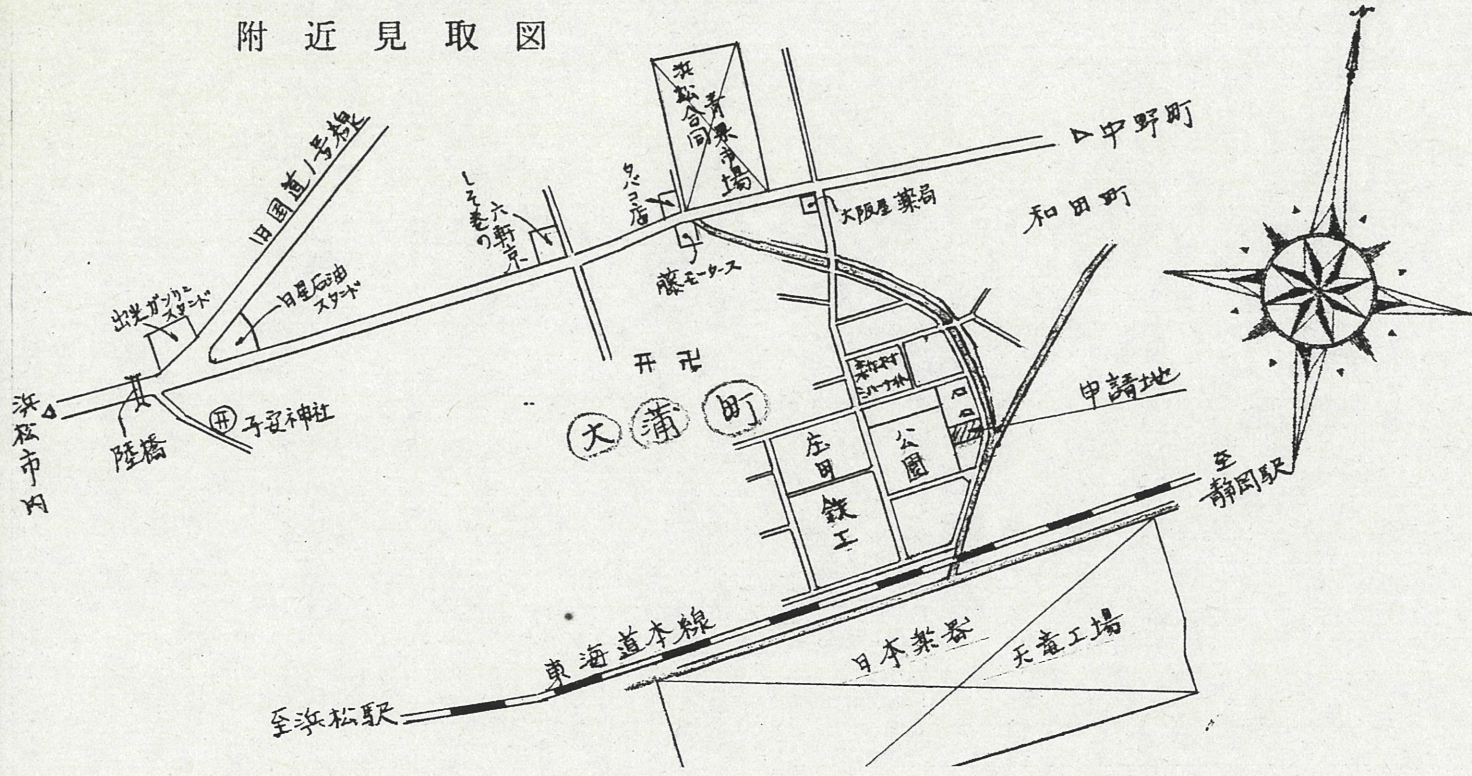 附近見取図
旧国道1号線
浜松合同
青果市場
▷中野町
タバコ店
しそ巻の
六軒京
大阪屋薬局
和田町
藤モータース
出光ガソリン
スタンド
日星石油
スタンド
浜松市内
陸橋
子安神社
大蒲町
申請地
庄田
鉄工
公園
至
静岡駅
東海道本線
日本楽器
天竜工場
至浜松駅